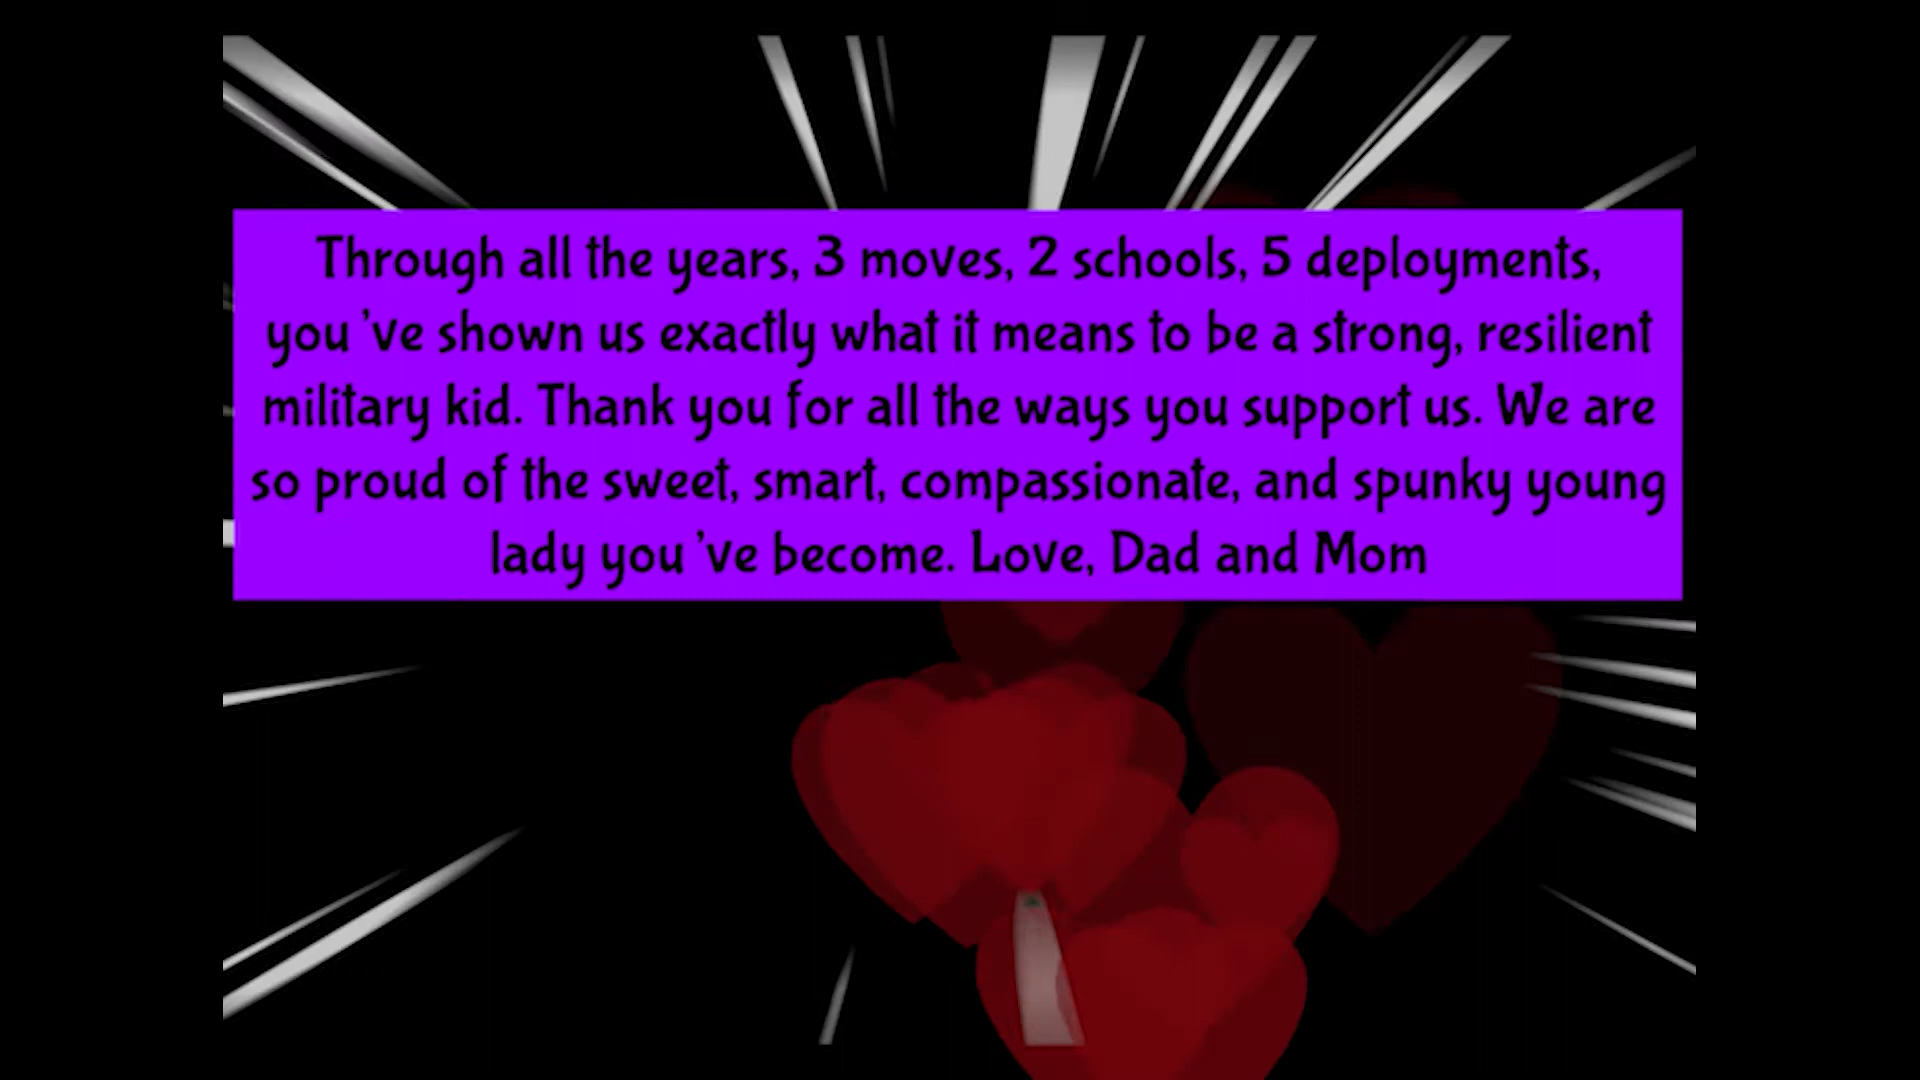 Through all the years, 3 moves, 2 schools, 5 deployments,
you 've shown us exactly what it means to be a strong, resilient
military kid. Thank you for all the ways you support us. We are
so proud of the sweet, smart, compassionate, and spunky young
lady you 've become. Love, Dad and Mom